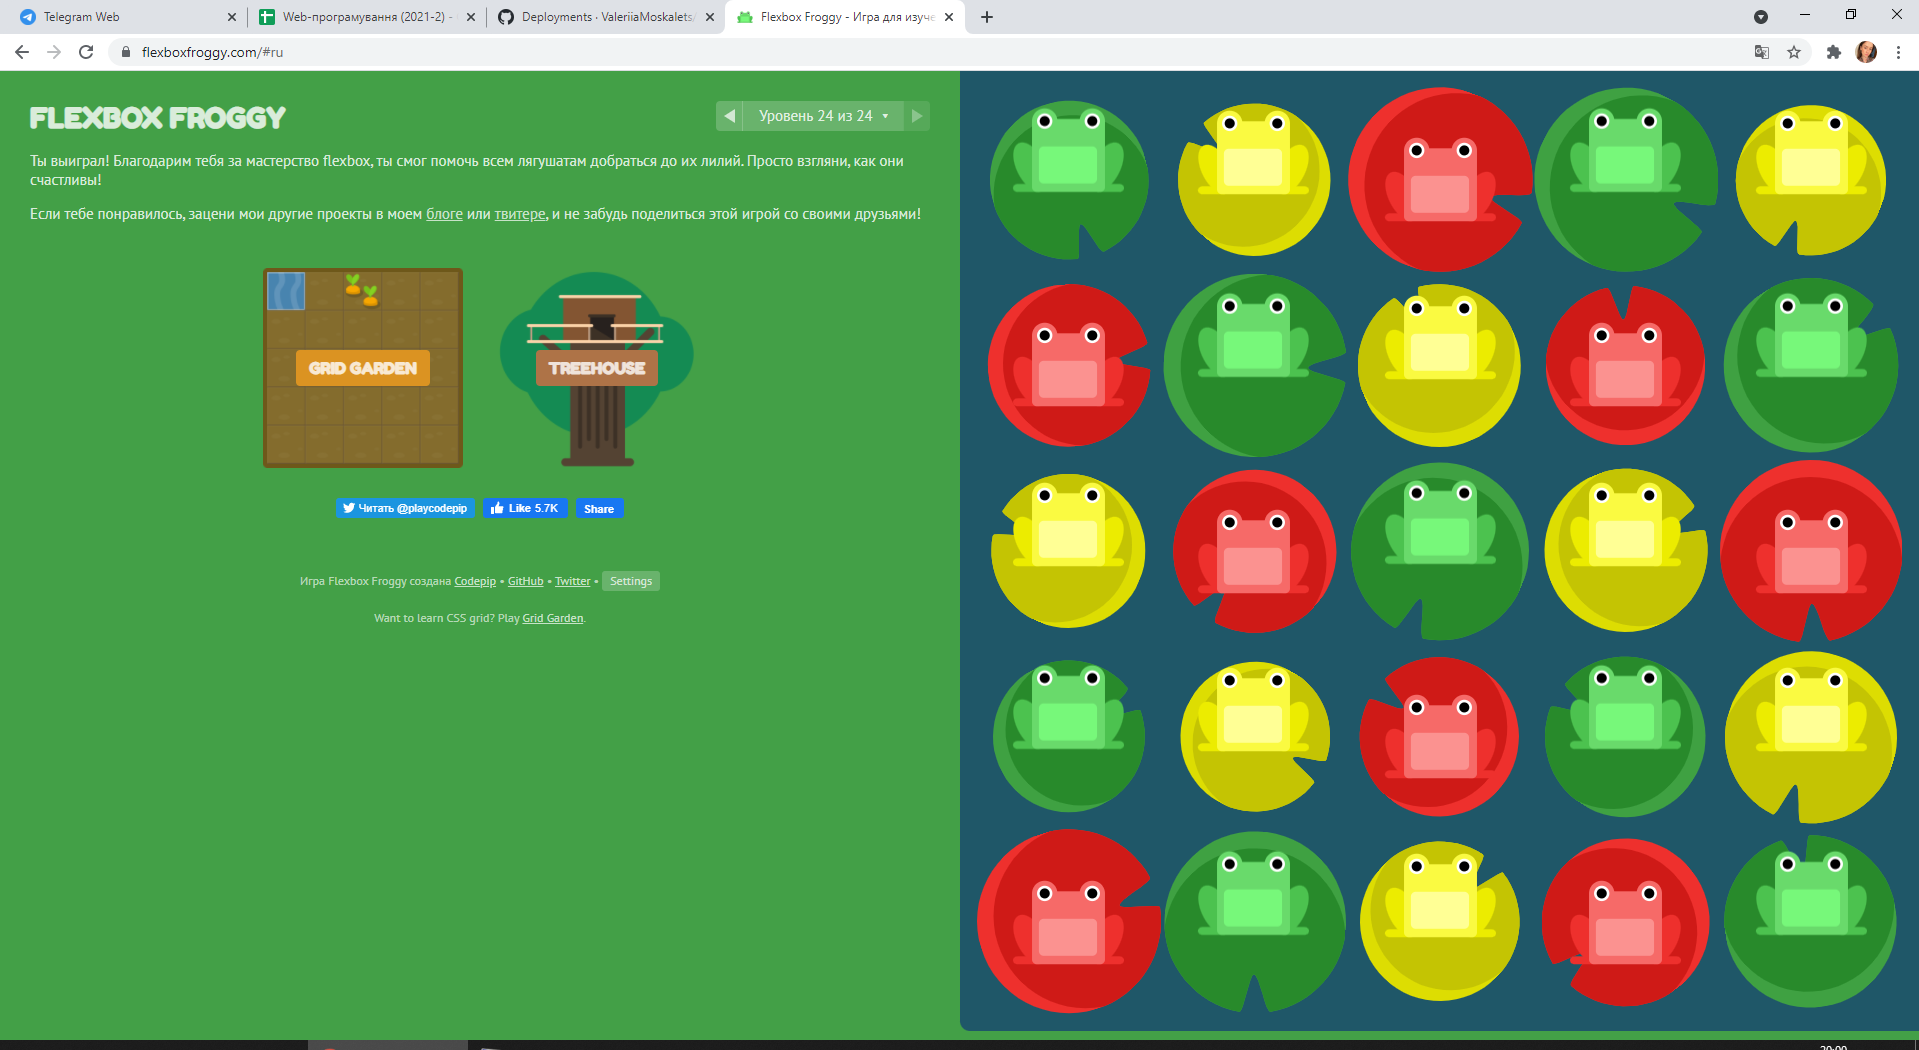 Telegram Web
Web-програмування (2021-2) -
Deployments · ValeriiaMoskalets
Flexbox Froggy - Игра для изуче
flexboxfroggy.com/#ru
FLEXBOX FROGGY
Уровень 24 из 24
Ты выиграл! Благодарим тебя за мастерство flexbox, ты смог помочь всем лягушатам добраться до их лилий. Просто взгляни, как они
счастливы!
Если тебе понравилось, зацени мои другие проекты в моем блоге или твитере, и не забудь поделиться этой игрой со своими друзьями!
GRID GARDEN
TREEHOUSE
Читать @playcodepip
Like 5.7K
Share
Игра Flexbox Froggy создана Codepip • GitHub • Twitter • Settings
Want to learn CSS grid? Play Grid Garden.